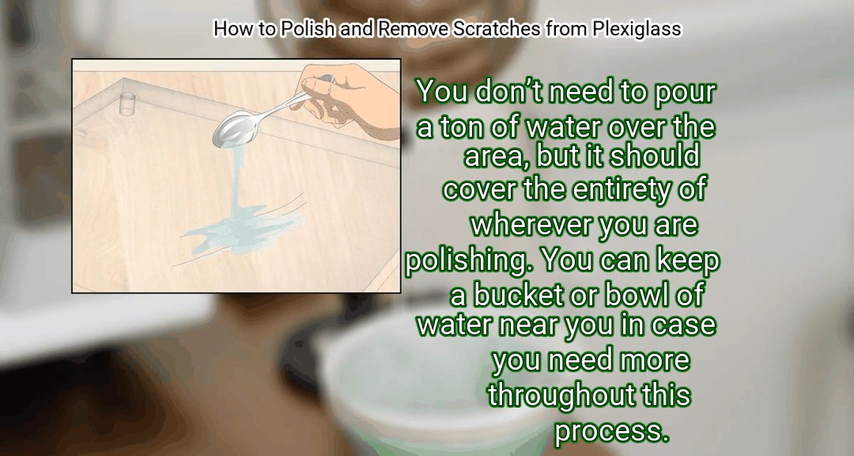 How to Polish and Remove Scratches from Plexiglass
You don't need to pour
a ton of water over the
area, but it should
cover the entirety of
wherever you are
polishing. You can keep
a bucket or bowl of
water near you in case
you need more
throughout this
process.